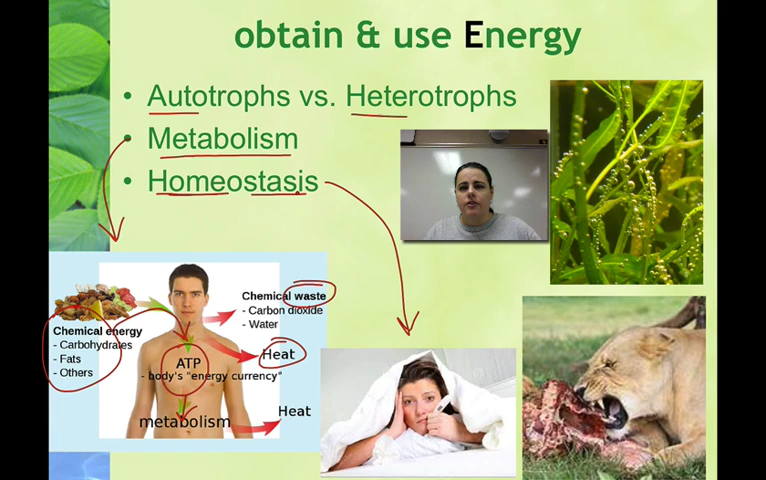 obtain & use Energy
• Autotrophs vs. Heterotrophs
• Metabolism
• Homeostasis
Chemical waste
- Carbon dioxide
- Water
Chemical energy
- Carbohydrates
- Fats
- Others
Heat
ATP
- body's "energy currency"
Heat
metabolism